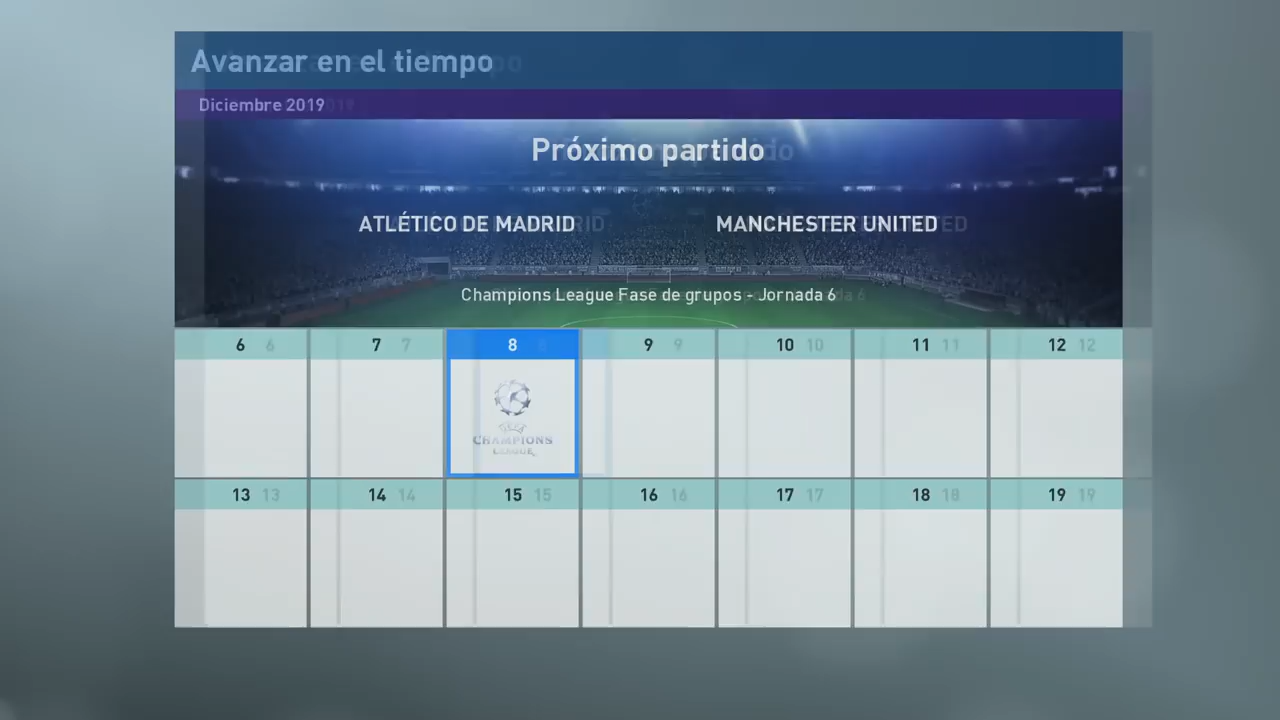 Avanzar en el tiempo
Diciembre 2019
Próximo partido
ATLÉTICO DE MADRID MANCHESTER UNITED
Champions League Fase de grupos - Jornada 6
6 7 8 9 10 11 12
UEFA
CHAMPIONS
LEAGUE
13 14 15 16 17 18 19